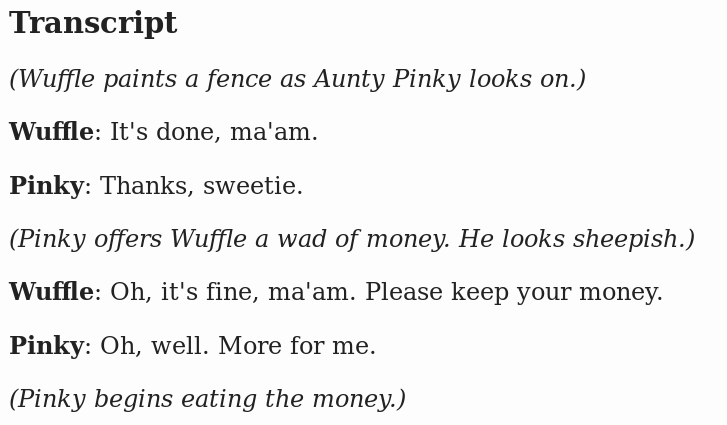 Transcript
(Wuffle paints a fence as Aunty Pinky looks on.)
Wuffle: It's done, ma'am.
Pinky: Thanks, sweetie.
(Pinky offers Wuffle a wad of money. He looks sheepish.)
Wuffle: Oh, it's fine, ma'am. Please keep your money.
Pinky: Oh, well. More for me.
(Pinky begins eating the money.)